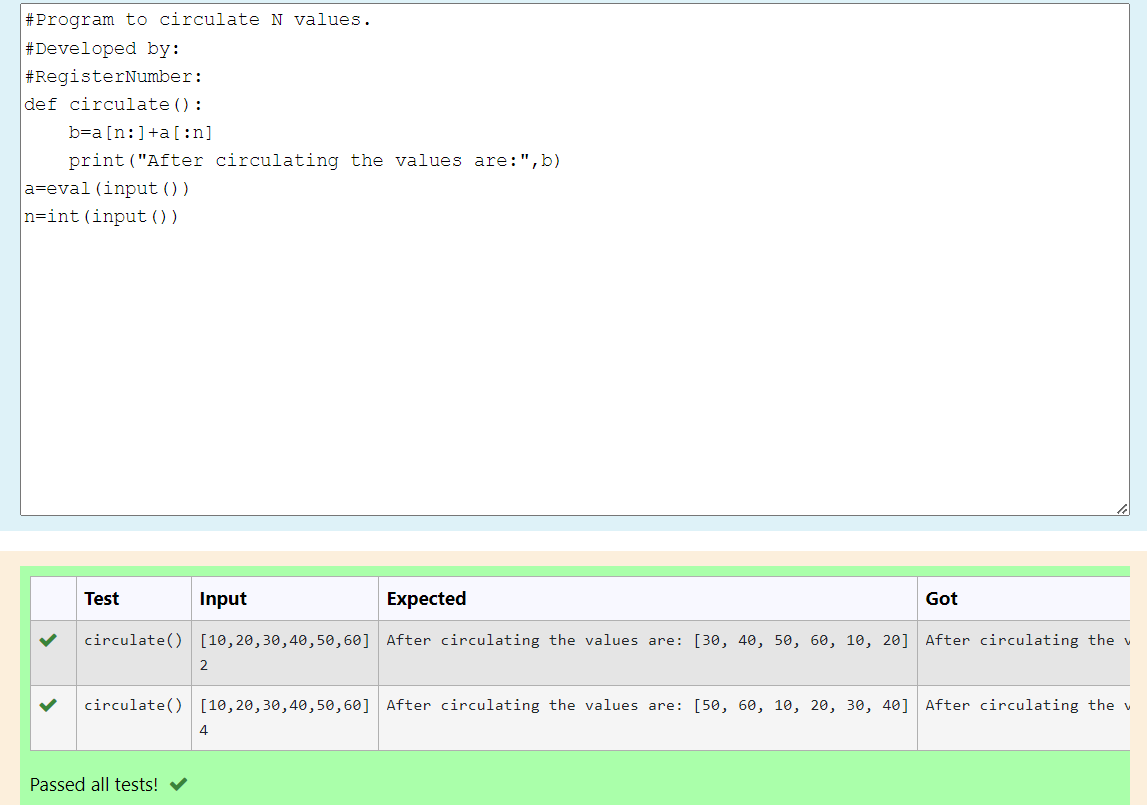 #Program to circulate N values.
#Developed by:
#RegisterNumber:
def circulate():
    b=a[n:]+a[:n]
    print("After circulating the values are:",b)
a=eval(input())
n=int(input())
Test Input Expected Got
circulate() [10,20,30,40,50,60] After circulating the values are: [30, 40, 50, 60, 10, 20] After circulating the
2
circulate() [10,20,30,40,50,60] After circulating the values are: [50, 60, 10, 20, 30, 40] After circulating the
4
Passed all tests!